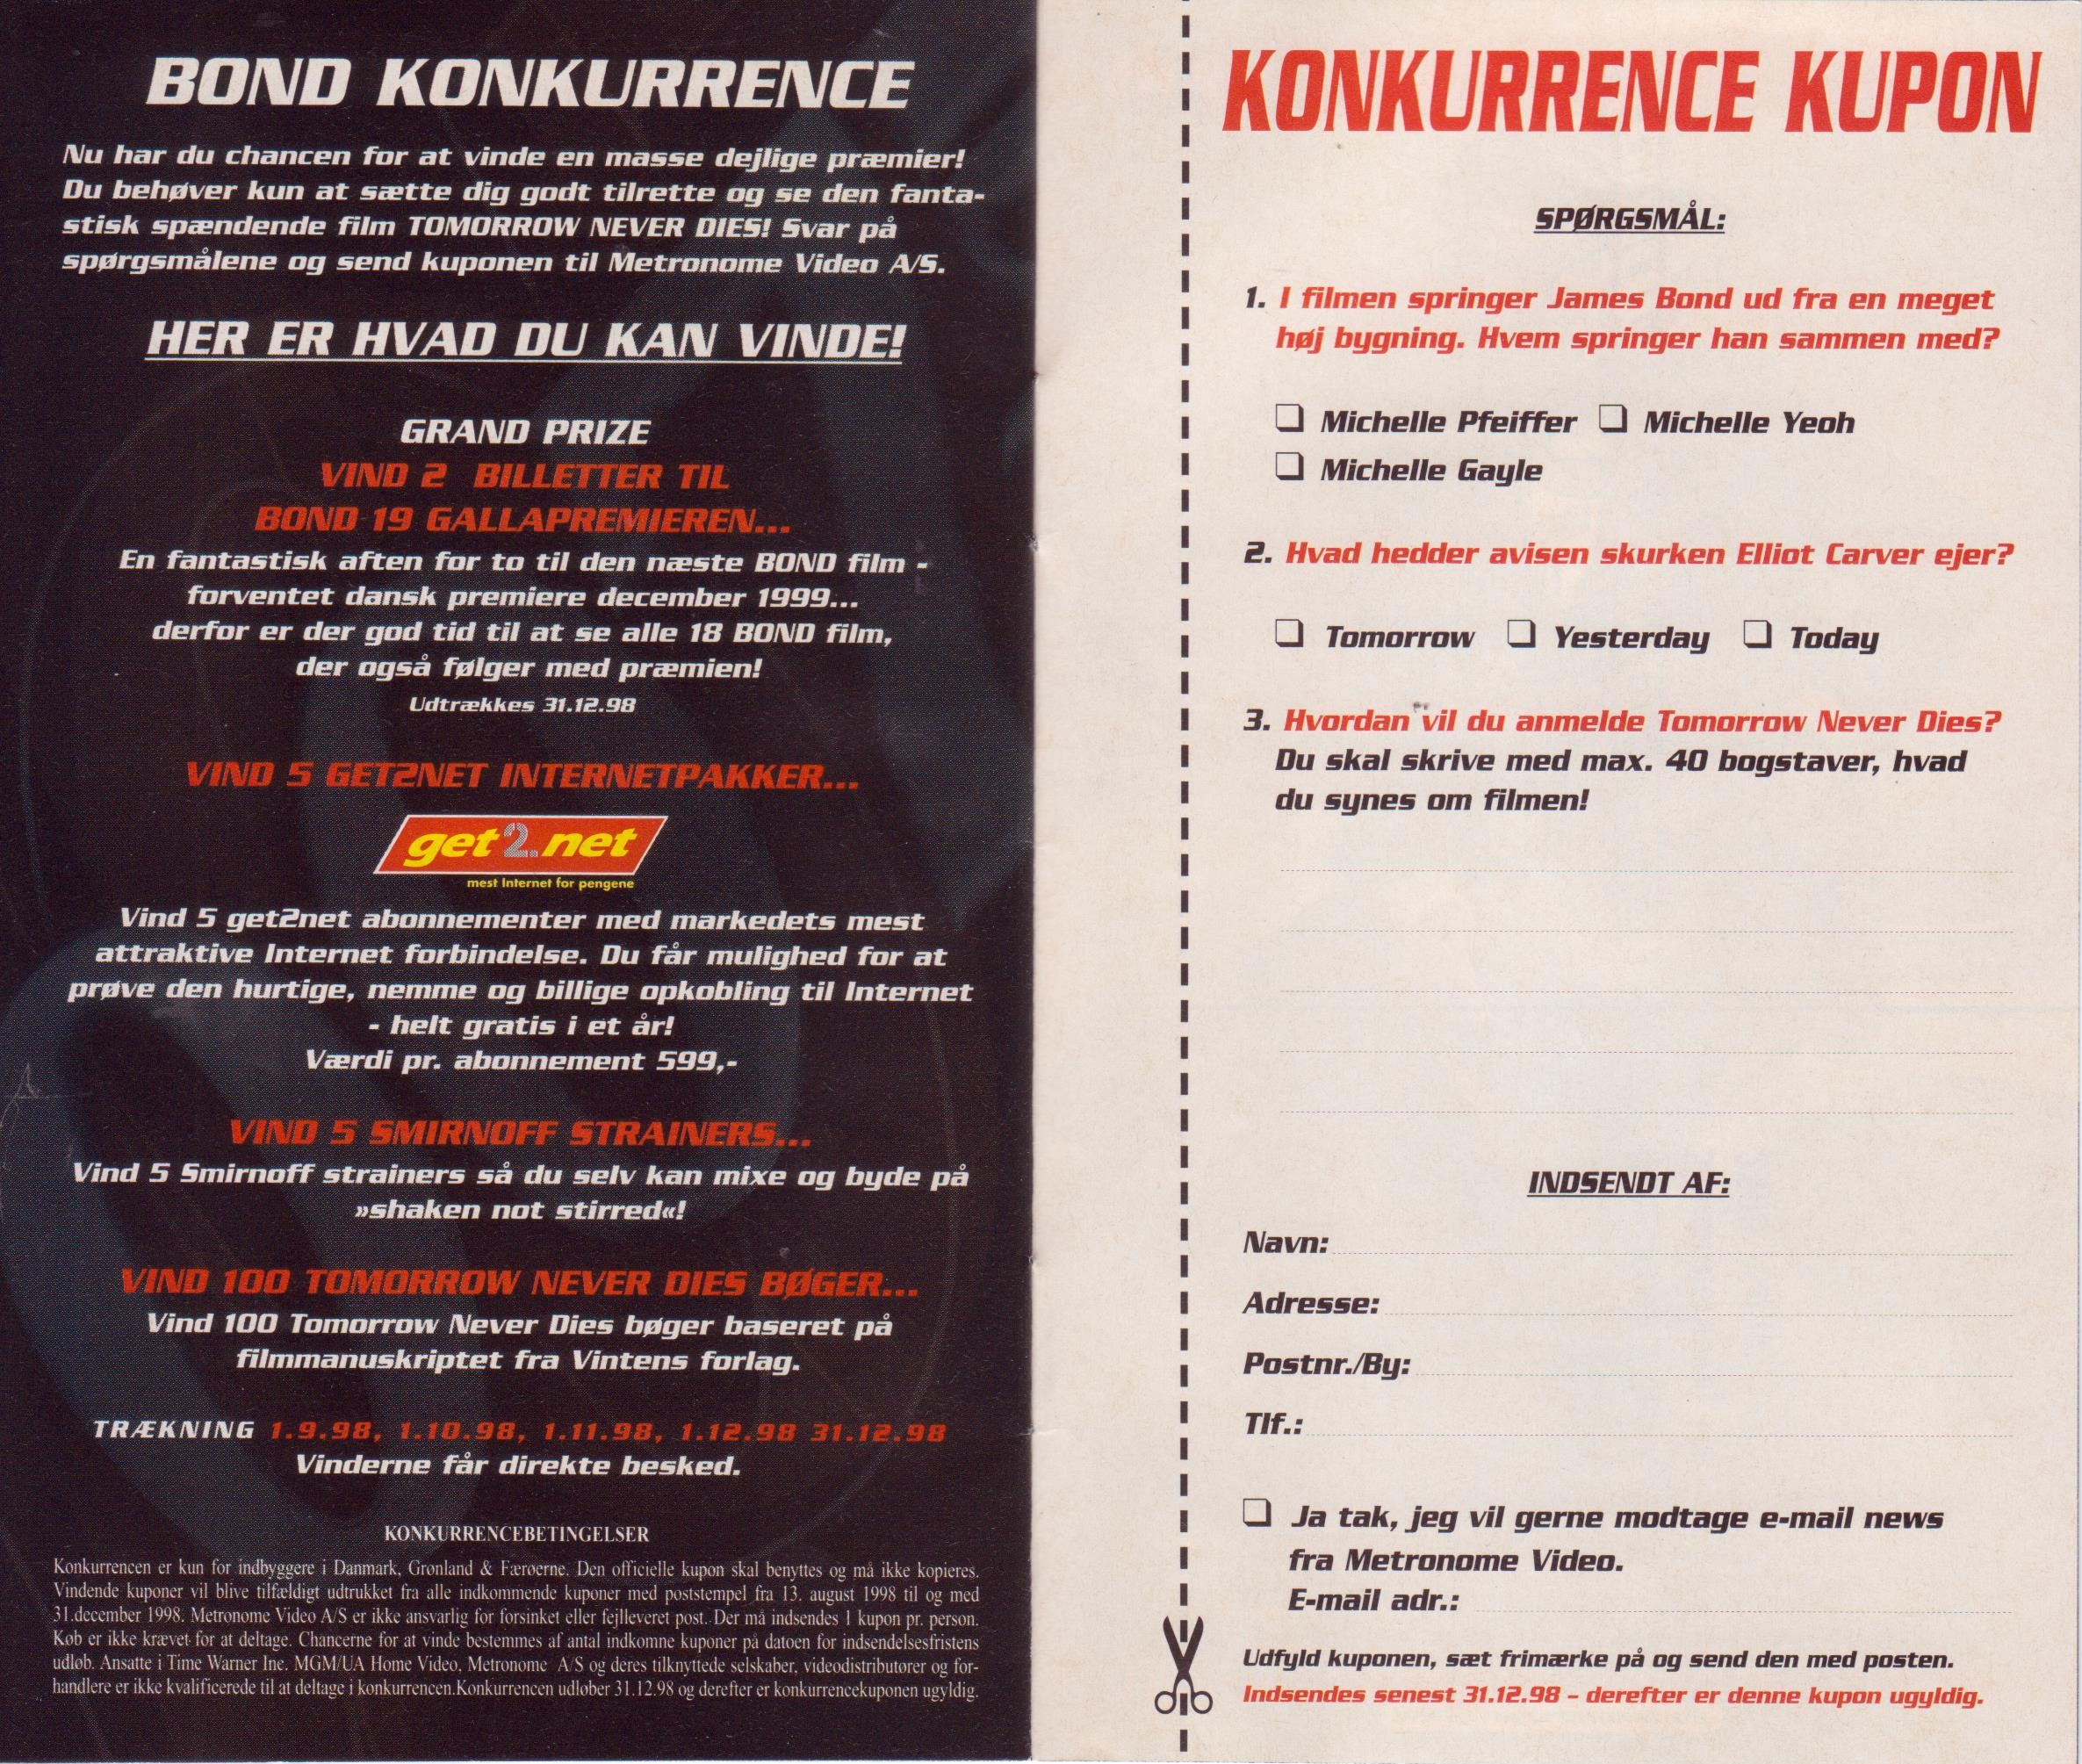 BOND KONKURRENCE
Nu har du chancen for at vinde en masse dejlige præmier!
Du behøver kun at sætte dig godt tilrette og se den fanta-
stisk spændende film TOMORROW NEVER DIES! Svar på
spørgsmålene og send kuponen til Metronome Video A/S.
HER ER HVAD DU KAN VINDE!
GRAND PRIZE
VIND 2 BILLETTER TIL
BOND 19 GALLAPREMIEREN...
En fantastisk aften for to til den næste BOND film -
forventet dansk premiere december 1999...
derfor er der god tid til at se alle 18 BOND film,
der også følger med præmien!
Udtrækkes 31.12.98
VIND 5 GET2NET INTERNETPAKKER...
get2.net
mest Internet for pengene
Vind 5 get2net abonnementer med markedets mest
attraktive Internet forbindelse. Du får mulighed for at
prøve den hurtige, nemme og billige opkobling til Internet
- helt gratis i et år!
Værdi pr. abonnement 599,-
VIND 5 SMIRNOFF STRAINERS...
Vind 5 Smirnoff strainers så du selv kan mixe og byde på
»shaken not stirred«!
VIND 100 TOMORROW NEVER DIES BØGER...
Vind 100 Tomorrow Never Dies bøger baseret på
filmmanuskriptet fra Vintens forlag.
TRÆKNING 1.9.98, 1.10.98, 1.11.98, 1.12.98 31.12.98
Vinderne får direkte besked.
KONKURRENCEBETINGELSER
Konkurrencen er kun for indbyggere i Danmark, Grønland & Færøerne. Den officielle kupon skal benyttes og må ikke kopieres.
Vindende kuponer vil blive tilfældigt udtrukket fra alle indkommende kuponer med poststempel fra 13. august 1998 til og med
31.december 1998. Metronome Video A/S er ikke ansvarlig for forsinket eller fejlleveret post. Der må indsendes 1 kupon pr. person.
Køb er ikke krævet for at deltage. Chancerne for at vinde bestemmes af antal indkomne kuponer på datoen for indsendelsesfristens
udløb. Ansatte i Time Warner Inc. MGM/UA Home Video, Metronome A/S og deres tilknyttede selskaber, videodistributører og for-
handlere er ikke kvalificerede til at deltage i konkurrencen.Konkurrencen udløber 31.12.98 og derefter er konkurrencekuponen ugyldig.
KONKURRENCE KUPON
SPØRGSMÅL:
1. I filmen springer James Bond ud fra en meget
høj bygning. Hvem springer han sammen med?
❏ Michelle Pfeiffer ❏ Michelle Yeoh
❏ Michelle Gayle
2. Hvad hedder avisen skurken Elliot Carver ejer?
❏ Tomorrow ❏ Yesterday ❏ Today
3. Hvordan vil du anmelde Tomorrow Never Dies?
Du skal skrive med max. 40 bogstaver, hvad
du synes om filmen!
INDSENDT AF:
Navn:
Adresse:
Postnr./By:
Tlf.:
❏ Ja tak, jeg vil gerne modtage e-mail news
fra Metronome Video.
E-mail adr.:
Udfyld kuponen, sæt frimærke på og send den med posten.
Indsendes senest 31.12.98 - derefter er denne kupon ugyldig.